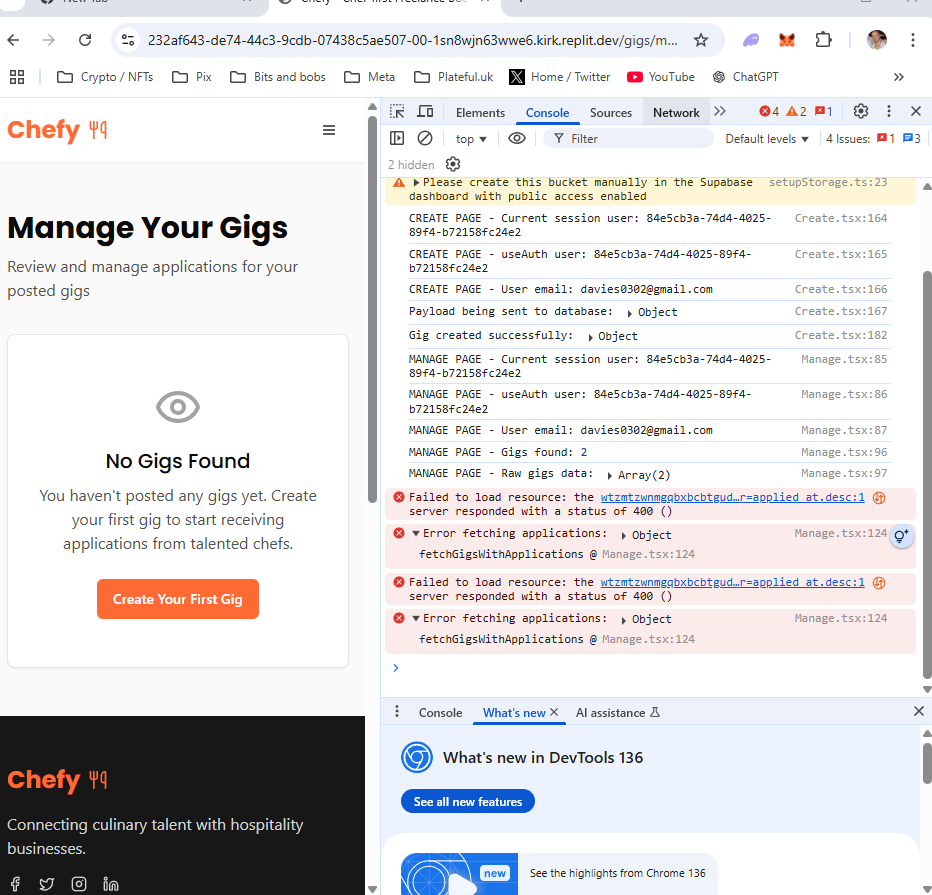 New Tab
232af643-de74-44c3-9cdb-07438c5ae507-00-1sn8wjn63wwe6.kirk.replit.dev/gigs/m...
Crypto / NFTs
Pix
Bits and bobs
Meta
Plateful.uk
Home / Twitter
YouTube
ChatGPT
Chefy
Manage Your Gigs
Review and manage applications for your
posted gigs
No Gigs Found
You haven't posted any gigs yet. Create
your first gig to start receiving
applications from talented chefs.
Create Your First Gig
Chefy
Connecting culinary talent with hospitality
businesses.
Elements
Console
Sources
Network
4
2
1
top
Filter
Default levels
4 Issues:
1
3
2 hidden
Please create this bucket manually in the Supabase setupStorage.ts:23
dashboard with public access enabled
CREATE PAGE - Current session user: 84e5cb3a-74d4-4025- Create.tsx:164
89f4-b72158fc24e2
CREATE PAGE - useAuth user: 84e5cb3a-74d4-4025-89f4- Create.tsx:165
b72158fc24e2
CREATE PAGE - User email: davies0302@gmail.com Create.tsx:166
Payload being sent to database: Object Create.tsx:167
Gig created successfully: Object Create.tsx:182
MANAGE PAGE - Current session user: 84e5cb3a-74d4-4025- Manage.tsx:85
89f4-b72158fc24e2
MANAGE PAGE - useAuth user: 84e5cb3a-74d4-4025-89f4- Manage.tsx:86
b72158fc24e2
MANAGE PAGE - User email: davies0302@gmail.com Manage.tsx:87
MANAGE PAGE - Gigs found: 2 Manage.tsx:96
MANAGE PAGE - Raw gigs data: Array(2) Manage.tsx:97
Failed to load resource: the wtzmtzwnmgqbxbcbtgud…r=applied_at.desc:1
server responded with a status of 400 ()
Error fetching applications: Object Manage.tsx:124
fetchGigsWithApplications @ Manage.tsx:124
Failed to load resource: the wtzmtzwnmgqbxbcbtgud…r=applied_at.desc:1
server responded with a status of 400 ()
Error fetching applications: Object Manage.tsx:124
fetchGigsWithApplications @ Manage.tsx:124
Console
What's new
AI assistance
What's new in DevTools 136
See all new features
new
See the highlights from Chrome 136